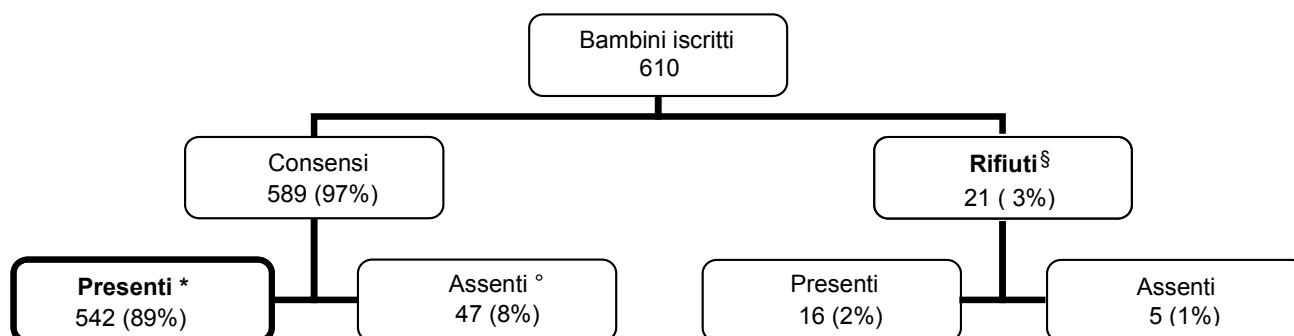 Bambini iscritti
610
Consensi
589 (97%)
Rifiuti§
21 ( 3%)
Presenti *
542 (89%)
Assenti °
47 (8%)
Presenti
16 (2%)
Assenti
5 (1%)